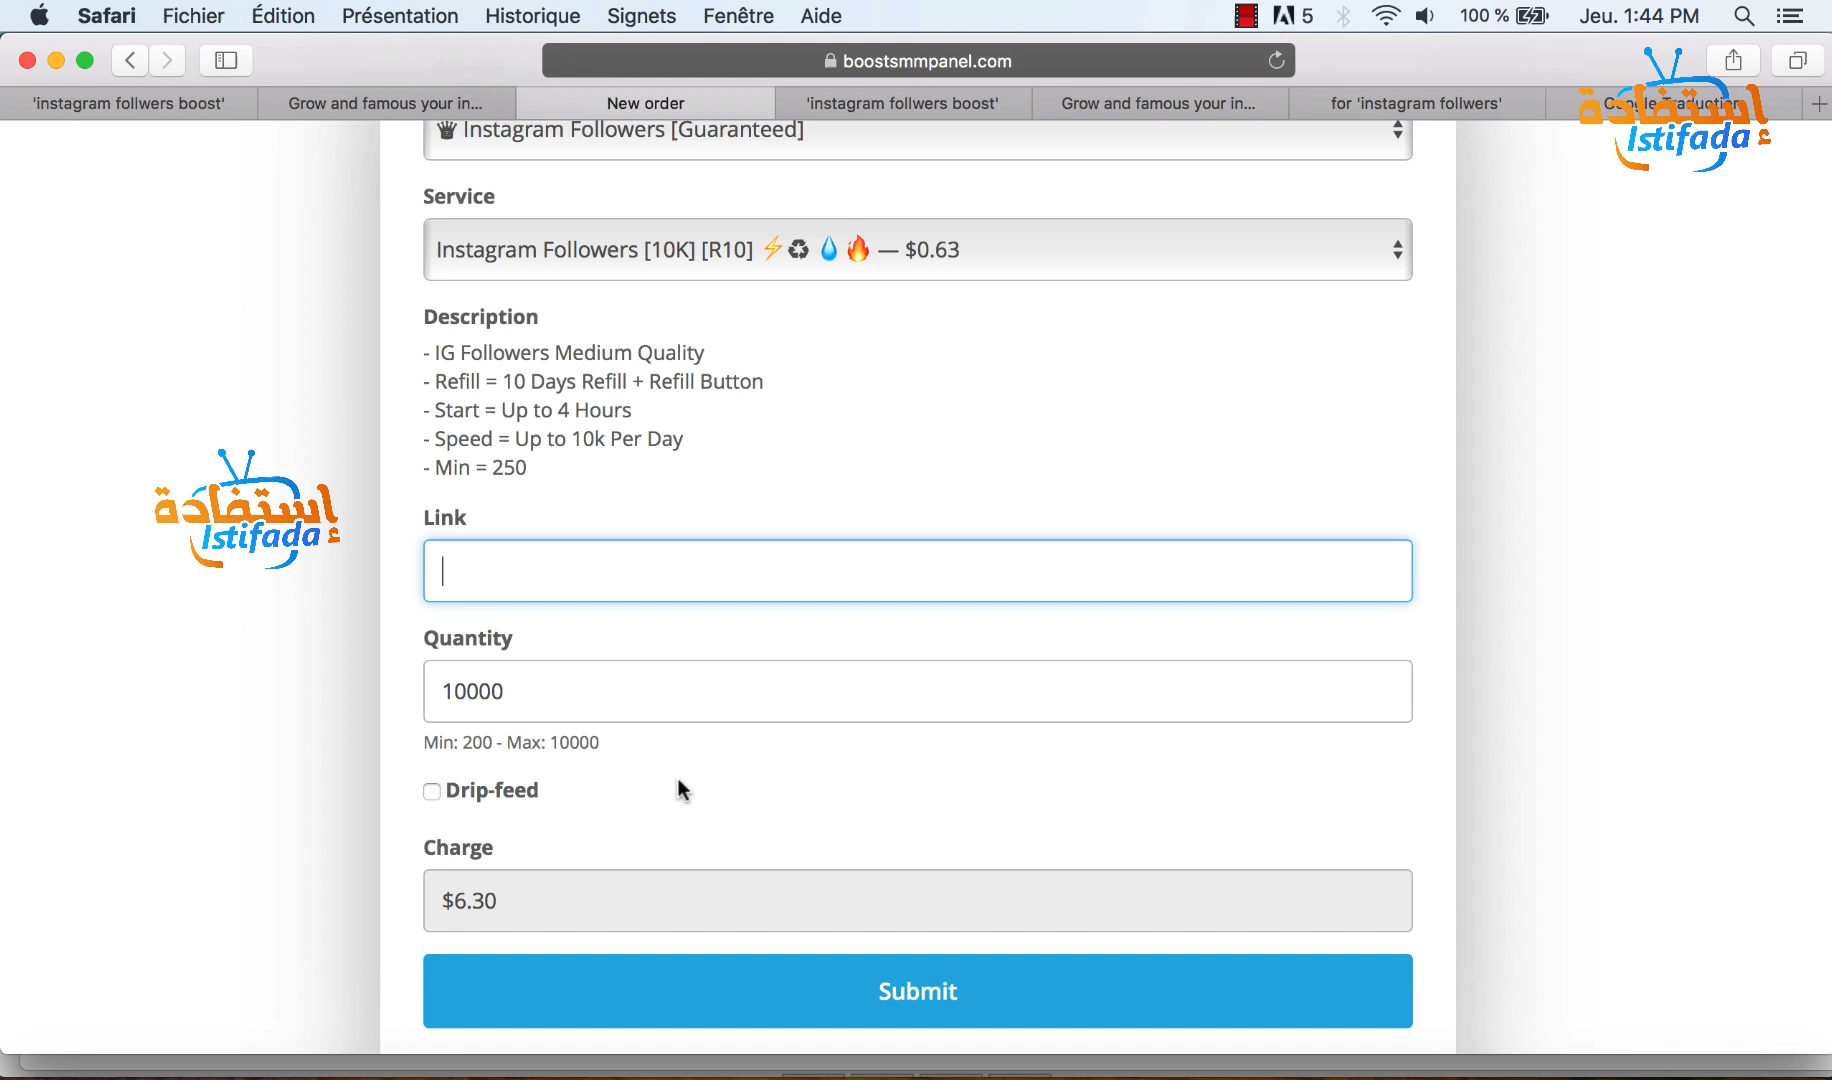 Safari Fichier Édition Présentation Historique Signets Fenêtre Aide 5 100 % Jeu. 1:44 PM
boostsmmpanel.com
'instagram follwers boost' Grow and famous your in... New order 'instagram follwers boost' Grow and famous your in... for 'instagram follwers' Google Traduction
إستفادة
Istifada
Instagram Followers [Guaranteed]
Service
Instagram Followers [10K] [R10] ⚡♻💧🔥 — $0.63
Description
- IG Followers Medium Quality
- Refill = 10 Days Refill + Refill Button
- Start = Up to 4 Hours
- Speed = Up to 10k Per Day
- Min = 250
إستفادة
Istifada
Link
Quantity
10000
Min: 200 - Max: 10000
Drip-feed
Charge
$6.30
Submit